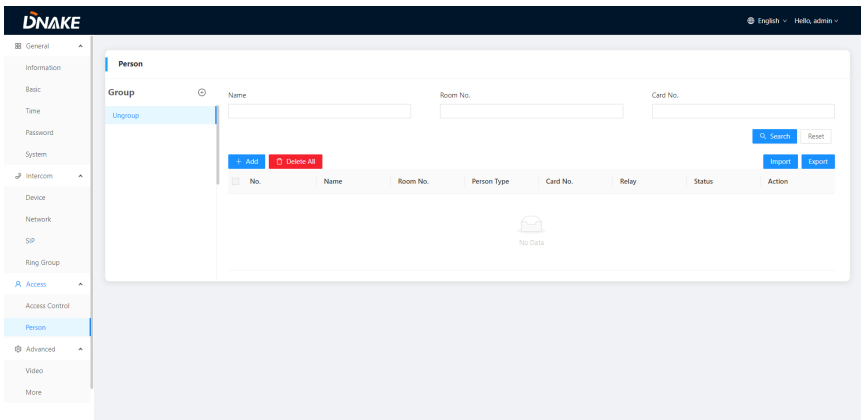 DNAKE
English
Hello, admin
General
Information
Basic
Time
Password
System
Intercom
Device
Network
SIP
Ring Group
Access
Access Control
Person
Advanced
Video
More
Person
Group
Ungroup
Name Room No. Card No.
Search Reset
+ Add Delete All Import Export
No. Name Room No. Person Type Card No. Relay Status Action
No Data